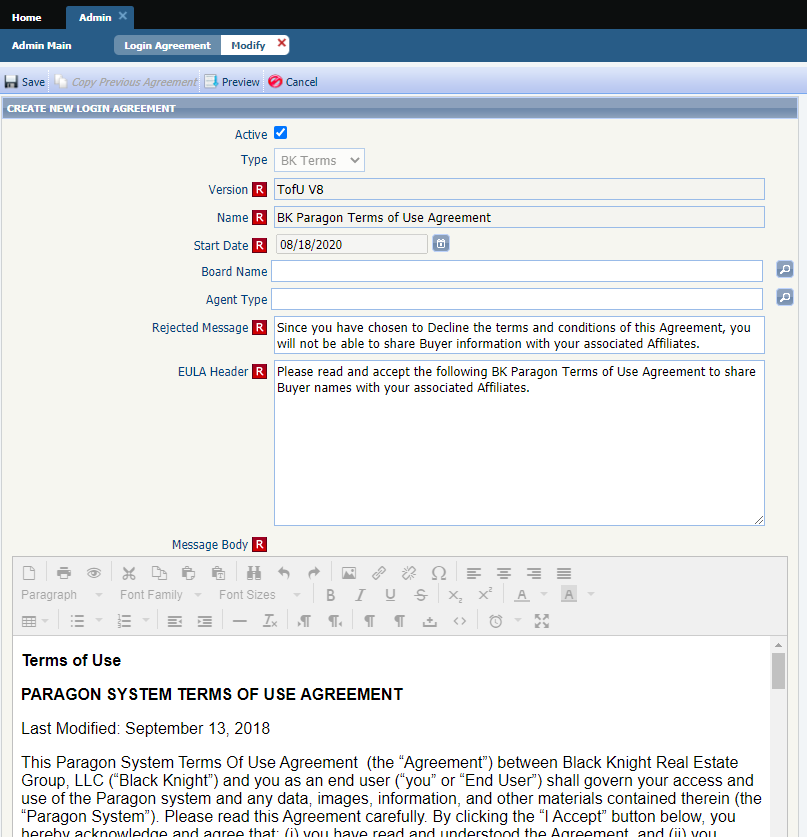 Home Admin
Admin Main Login Agreement Modify
Save Copy Previous Agreement Preview Cancel
CREATE NEW LOGIN AGREEMENT
Active
Type BK Terms
Version R TofU V8
Name R BK Paragon Terms of Use Agreement
Start Date R 08/18/2020
Board Name
Agent Type
Rejected Message R Since you have chosen to Decline the terms and conditions of this Agreement, you
will not be able to share Buyer information with your associated Affiliates.
EULA Header R Please read and accept the following BK Paragon Terms of Use Agreement to share
Buyer names with your associated Affiliates.
Message Body R
Paragraph Font Family Font Sizes B I U S X₂ X² A A
Terms of Use
PARAGON SYSTEM TERMS OF USE AGREEMENT
Last Modified: September 13, 2018
This Paragon System Terms Of Use Agreement (the “Agreement”) between Black Knight Real Estate
Group, LLC (“Black Knight”) and you as an end user (“you” or “End User”) shall govern your access and
use of the Paragon system and any data, images, information, and other materials contained therein (the
“Paragon System”). Please read this Agreement carefully. By clicking the “I Accept” button below, you
hereby acknowledge and agree that: (i) you have read and understood the Agreement, and (ii) you